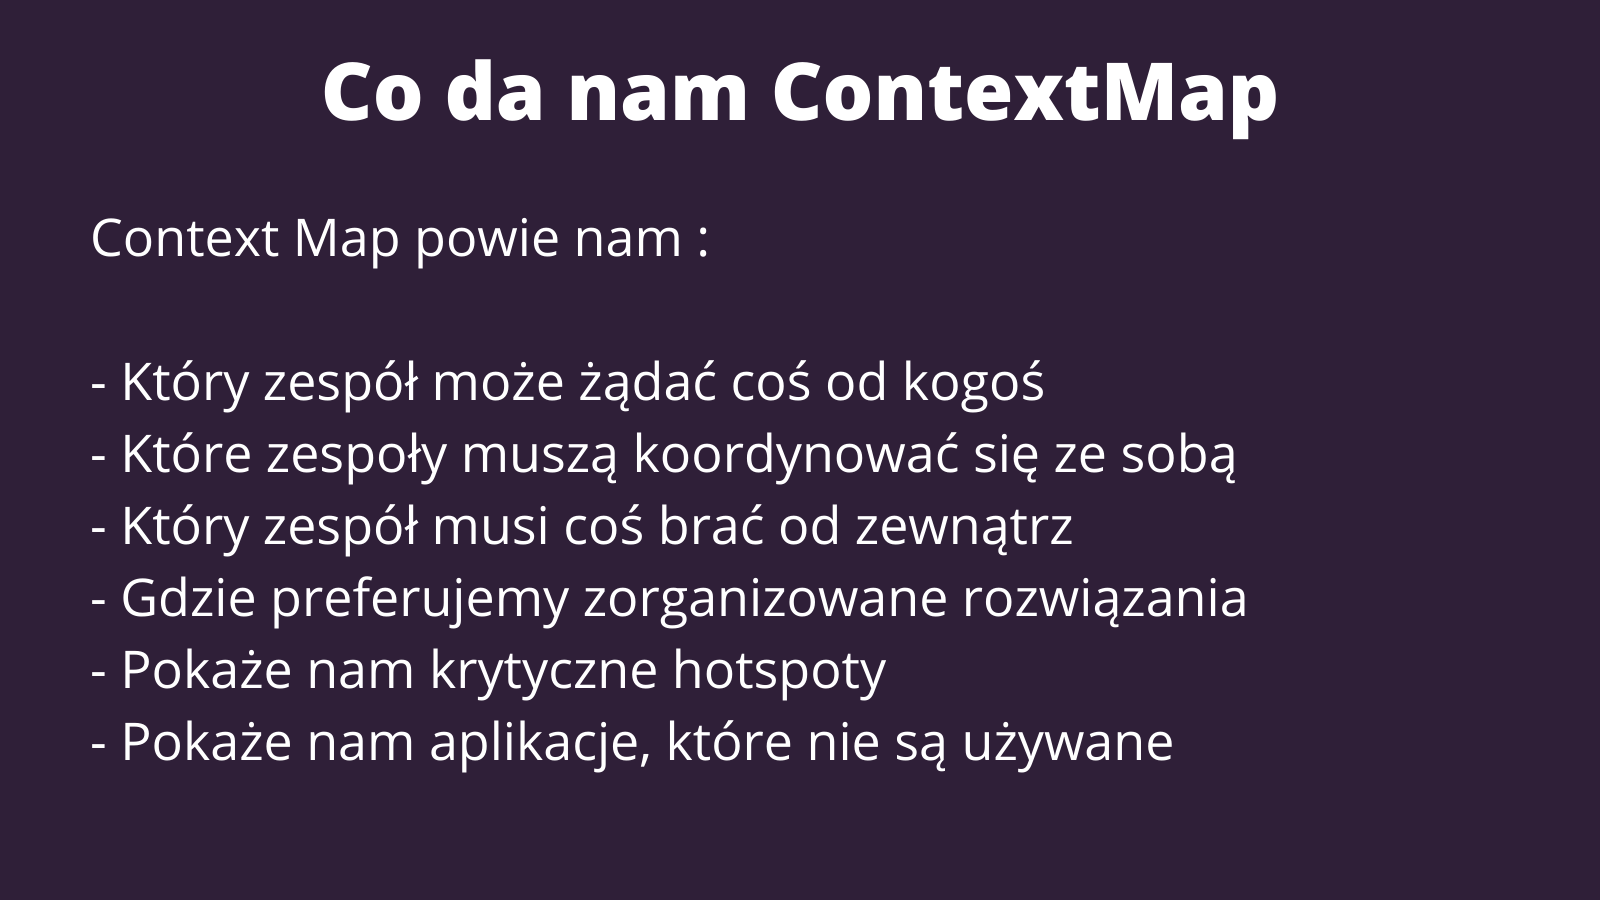 Co da nam ContextMap
Context Map powie nam :
- Który zespół może żądać coś od kogoś
- Które zespoły muszą koordynować się ze sobą
- Który zespół musi coś brać od zewnątrz
- Gdzie preferujemy zorganizowane rozwiązania
- Pokaże nam krytyczne hotspoty
- Pokaże nam aplikacje, które nie są używane